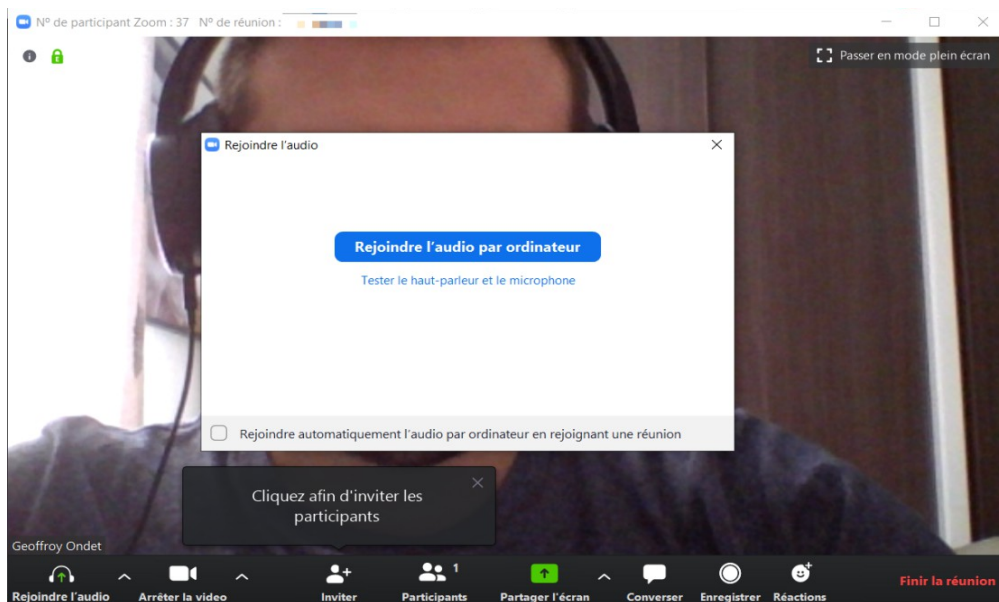 Nº de participant Zoom : 37 Nº de réunion :
Passer en mode plein écran
Rejoindre l'audio
Rejoindre l'audio par ordinateur
Tester le haut-parleur et le microphone
Rejoindre automatiquement l'audio par ordinateur en rejoignant une réunion
Cliquez afin d'inviter les
participants
Geoffroy Ondet
Rejoindre l'audio Arrêter la video Inviter Participants 1 Partager l'écran Converser Enregistrer Réactions Finir la réunion